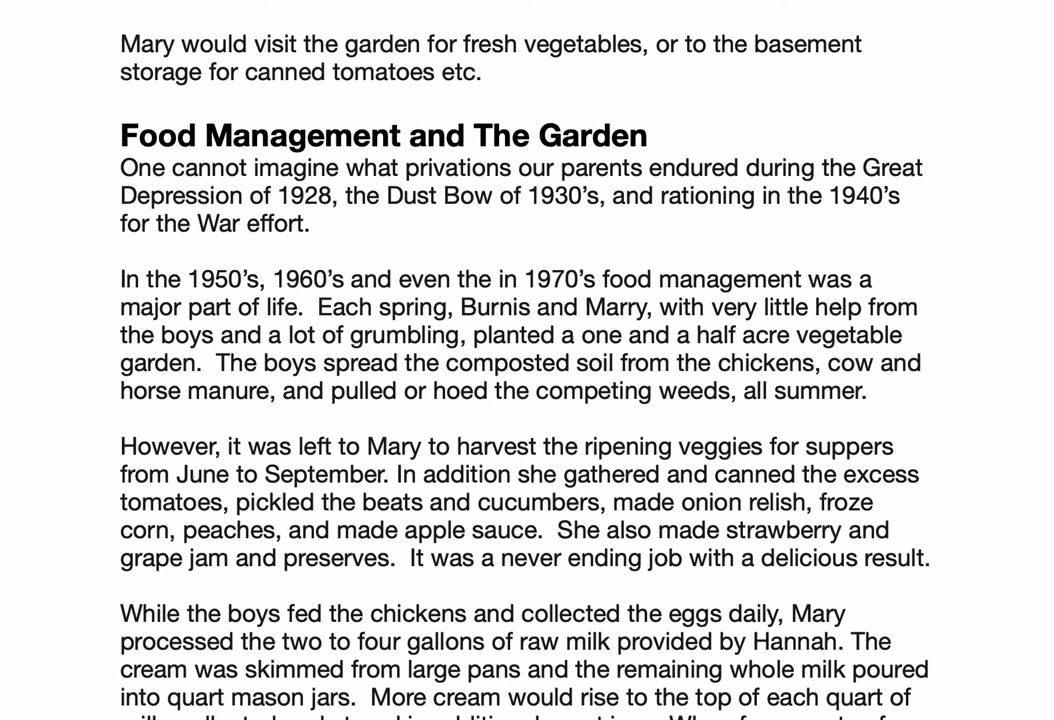 Mary would visit the garden for fresh vegetables, or to the basement
storage for canned tomatoes etc.
Food Management and The Garden
One cannot imagine what privations our parents endured during the Great
Depression of 1928, the Dust Bow of 1930’s, and rationing in the 1940’s
for the War effort.
In the 1950’s, 1960’s and even the in 1970’s food management was a
major part of life.  Each spring, Burnis and Marry, with very little help from
the boys and a lot of grumbling, planted a one and a half acre vegetable
garden.  The boys spread the composted soil from the chickens, cow and
horse manure, and pulled or hoed the competing weeds, all summer.
However, it was left to Mary to harvest the ripening veggies for suppers
from June to September. In addition she gathered and canned the excess
tomatoes, pickled the beats and cucumbers, made onion relish, froze
corn, peaches, and made apple sauce.  She also made strawberry and
grape jam and preserves.  It was a never ending job with a delicious result.
While the boys fed the chickens and collected the eggs daily, Mary
processed the two to four gallons of raw milk provided by Hannah. The
cream was skimmed from large pans and the remaining whole milk poured
into quart mason jars.  More cream would rise to the top of each quart of